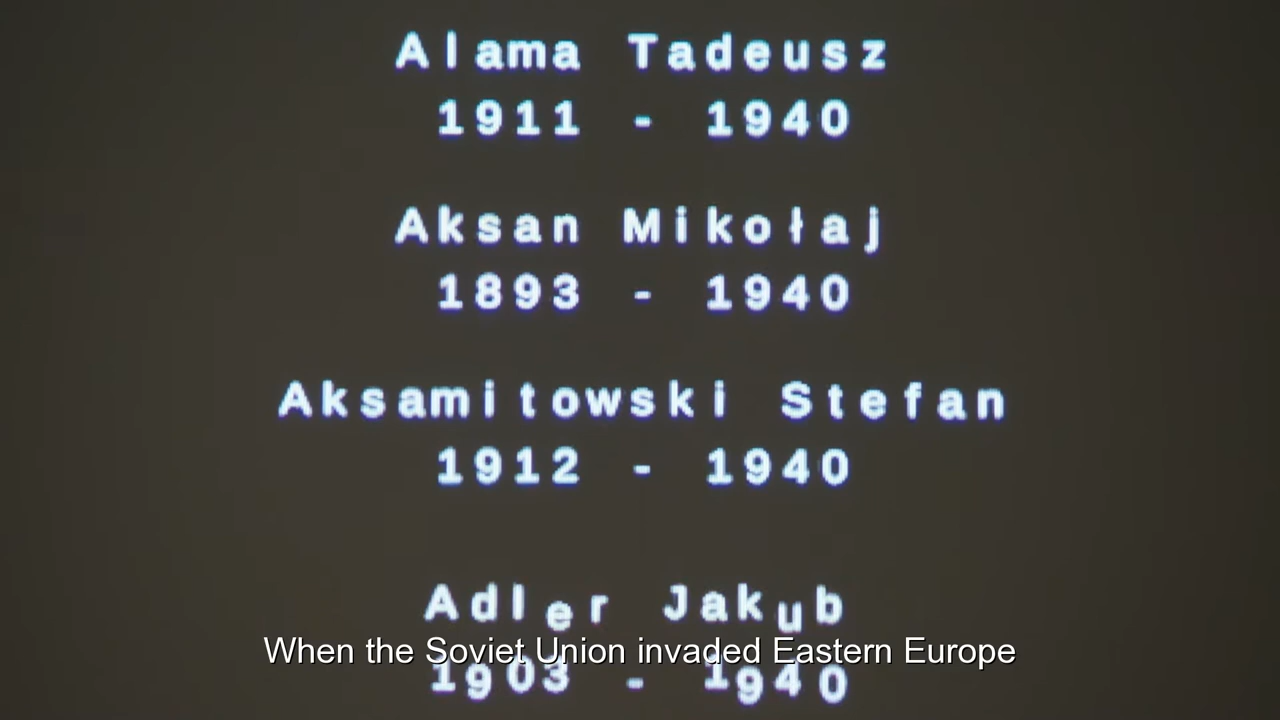 Alama Tadeusz
1911 - 1940
Aksan Mikołaj
1893 - 1940
Aksamitowski Stefan
1912 - 1940
Adler Jakub
When the Soviet Union invaded Eastern Europe
1903 - 1940